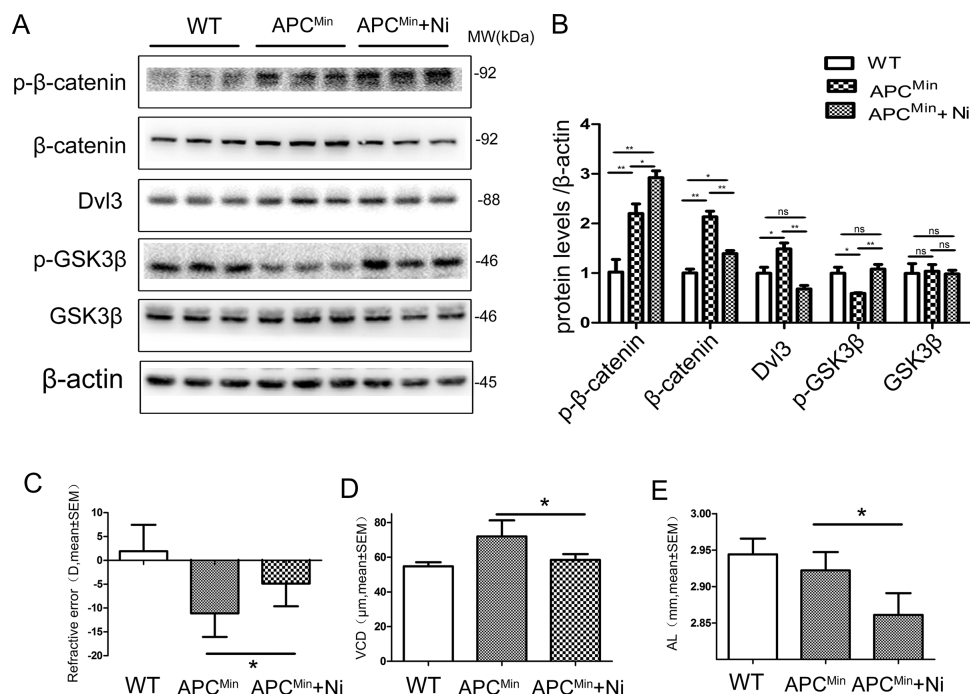 A
WT APC^Min APC^Min+Ni MW(kDa)
p-β-catenin -92
β-catenin -92
Dvl3 -88
p-GSK3β -46
GSK3β -46
β-actin -45
B
WT
APC^Min
APC^Min+ Ni
protein levels /β-actin
4
3
2
1
0
** ** *
* ** **
ns * **
ns * **
ns ns ns
p-β-catenin β-catenin Dvl3 p-GSK3β GSK3β
C
Refractive error（D,mean±SEM）
10
5
0
-5
-10
-15
-20
*
WT APC^Min APC^Min+Ni
D
VCD（μm,mean±SEM）
80
60
40
20
0
*
WT APC^Min APC^Min+Ni
E
AL（mm,mean±SEM）
3.00
2.95
2.90
2.85
*
WT APC^Min APC^Min+Ni